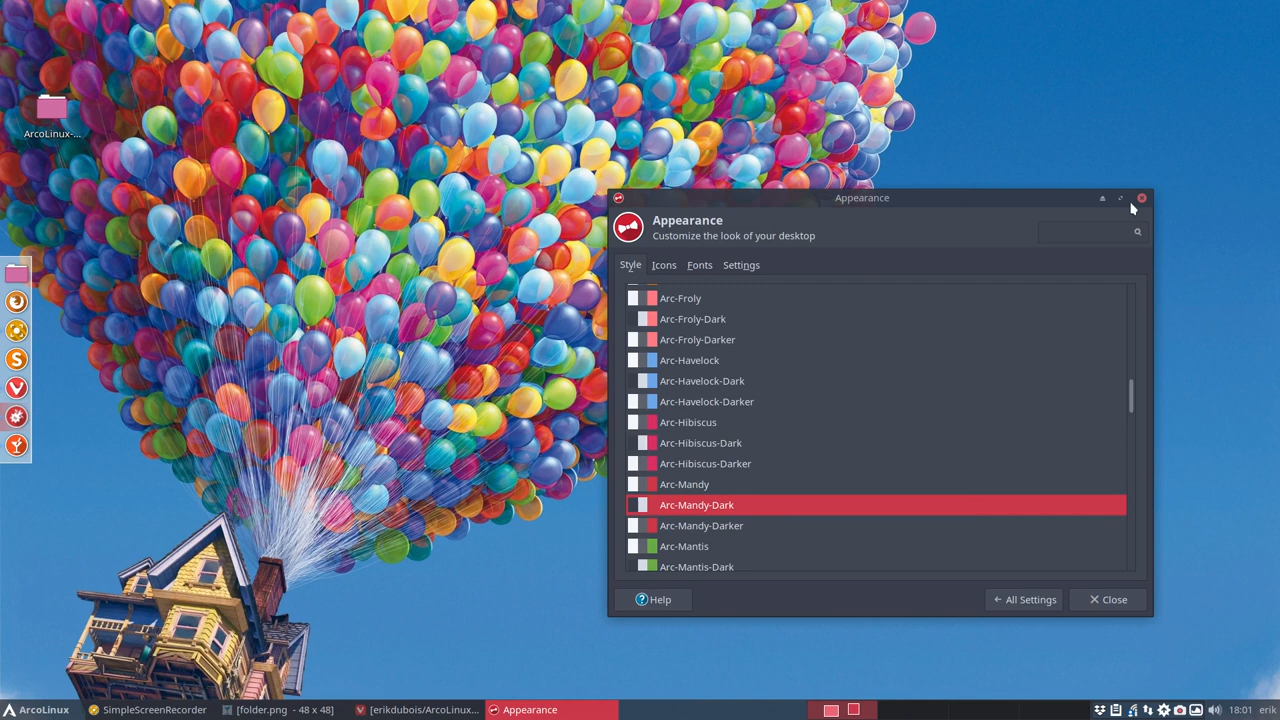 ArcoLinux-...
Appearance
Appearance
Customize the look of your desktop
Style Icons Fonts Settings
Arc-Froly
Arc-Froly-Dark
Arc-Froly-Darker
Arc-Havelock
Arc-Havelock-Dark
Arc-Havelock-Darker
Arc-Hibiscus
Arc-Hibiscus-Dark
Arc-Hibiscus-Darker
Arc-Mandy
Arc-Mandy-Dark
Arc-Mandy-Darker
Arc-Mantis
Arc-Mantis-Dark
Help All Settings Close
ArcoLinux SimpleScreenRecorder [folder.png - 48 x 48] [erikdubois/ArcoLinux... Appearance 18:01 erik